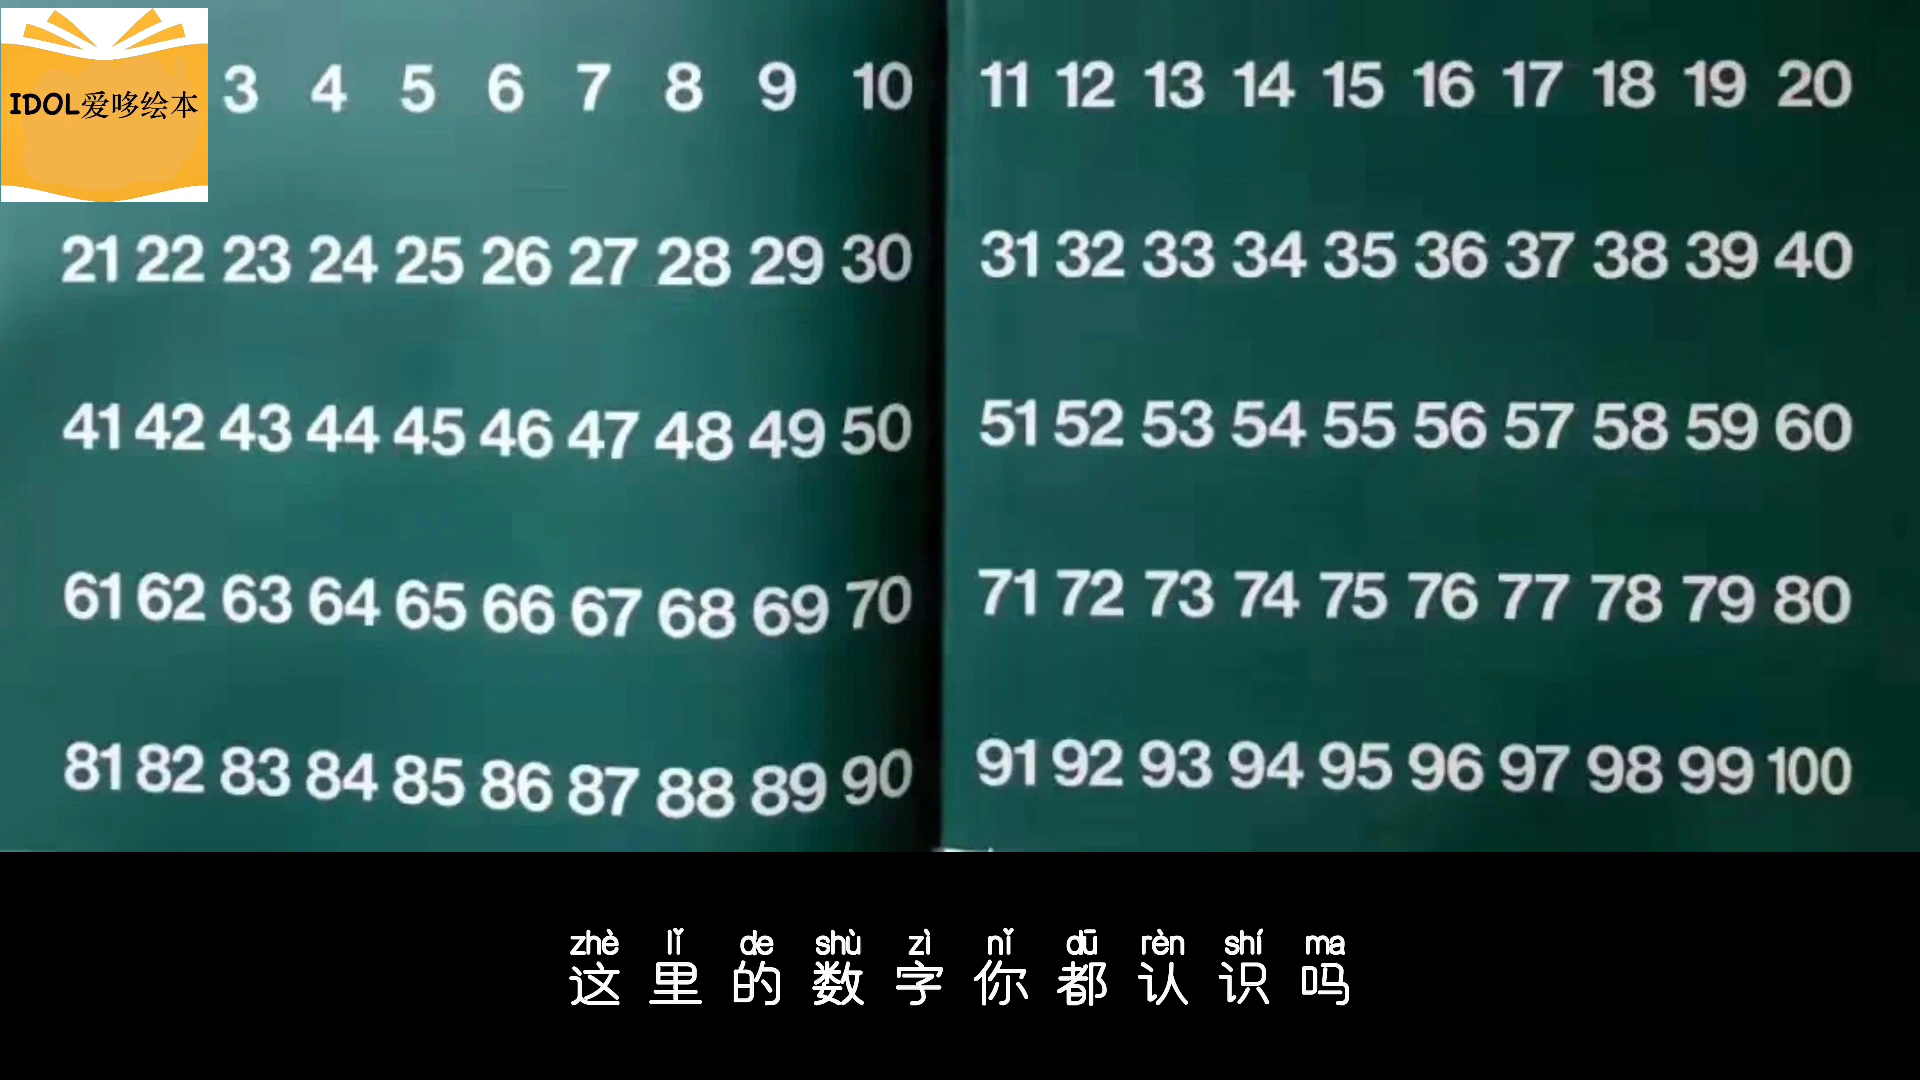 IDOL爱哆绘本
3 4 5 6 7 8 9 10 11 12 13 14 15 16 17 18 19 20
21 22 23 24 25 26 27 28 29 30 31 32 33 34 35 36 37 38 39 40
41 42 43 44 45 46 47 48 49 50 51 52 53 54 55 56 57 58 59 60
61 62 63 64 65 66 67 68 69 70 71 72 73 74 75 76 77 78 79 80
81 82 83 84 85 86 87 88 89 90 91 92 93 94 95 96 97 98 99 100
zhè lǐ de shù zì nǐ dū rèn shí ma
这里的数字你都认识吗